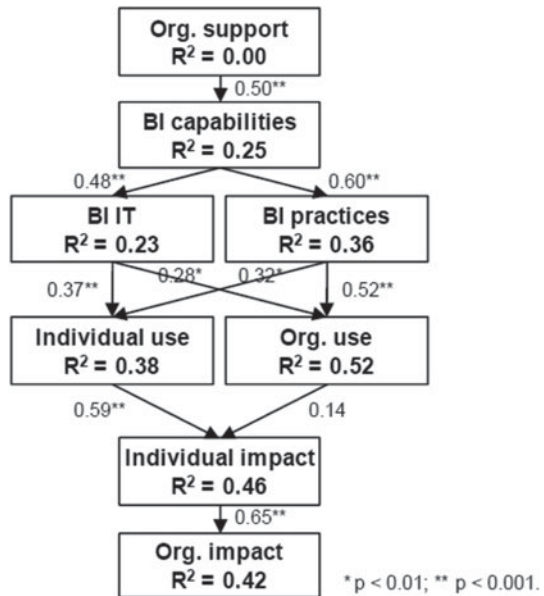 Org. support
R² = 0.00
0.50**
BI capabilities
R² = 0.25
0.48**
0.60**
BI IT
R² = 0.23
BI practices
R² = 0.36
0.37**
0.28*
0.32*
0.52**
Individual use
R² = 0.38
Org. use
R² = 0.52
0.59**
0.14
Individual impact
R² = 0.46
0.65**
Org. impact
R² = 0.42
* p < 0.01; ** p < 0.001.